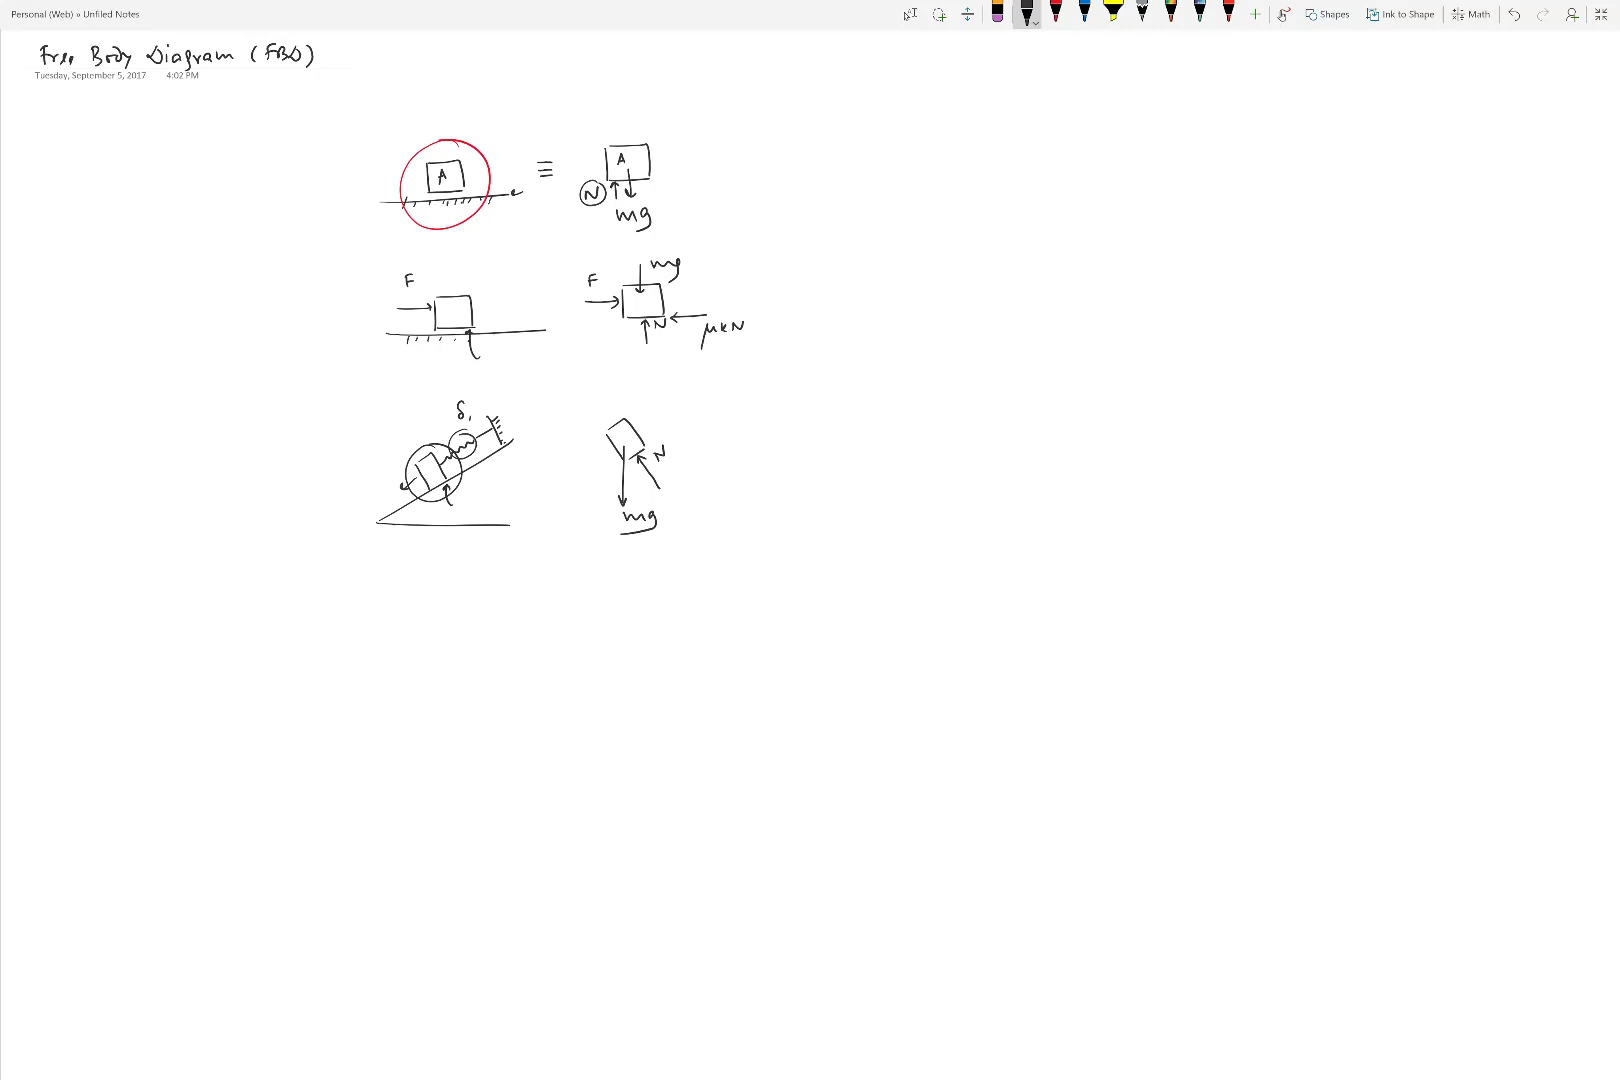 Personal (Web) » Unfiled Notes
Shapes
Ink to Shape
Math
Free Body Diagram (FBD)
Tuesday, September 5, 2017 4:02 PM
A
≡
A
N
mg
F
F
mg
N
μkN
δ₁
N
mg